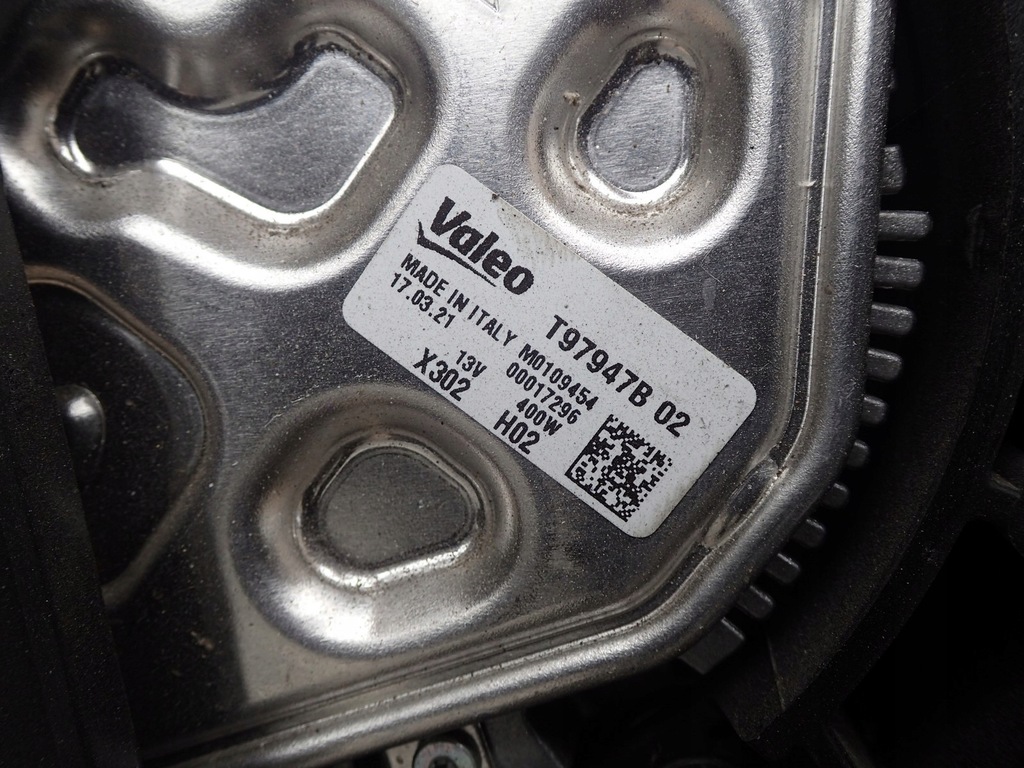 Valeo
T97947B 02
MADE IN ITALY M0109454
17.03.21 00017296
13V 400W
X302 H02